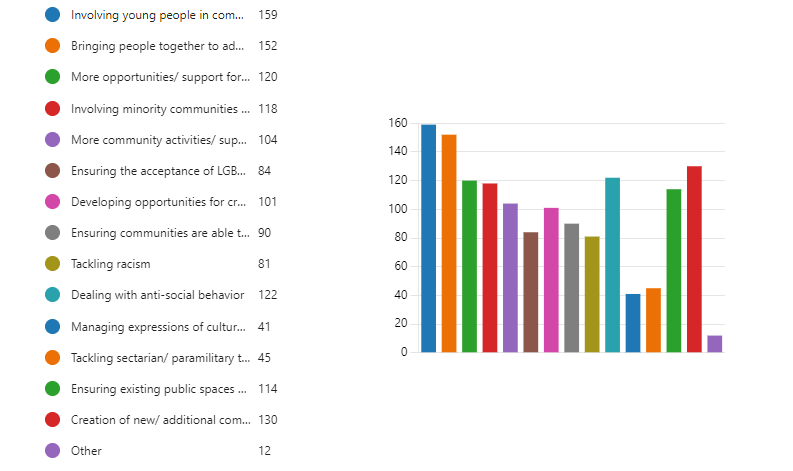 Involving young people in com... 159
Bringing people together to ad... 152
More opportunities/ support for... 120
Involving minority communities ... 118
More community activities/ sup... 104
Ensuring the acceptance of LGB... 84
Developing opportunities for cr... 101
Ensuring communities are able t... 90
Tackling racism 81
Dealing with anti-social behavior 122
Managing expressions of cultur... 41
Tackling sectarian/ paramilitary t... 45
Ensuring existing public spaces ... 114
Creation of new/ additional com... 130
Other 12
160
140
120
100
80
60
40
20
0